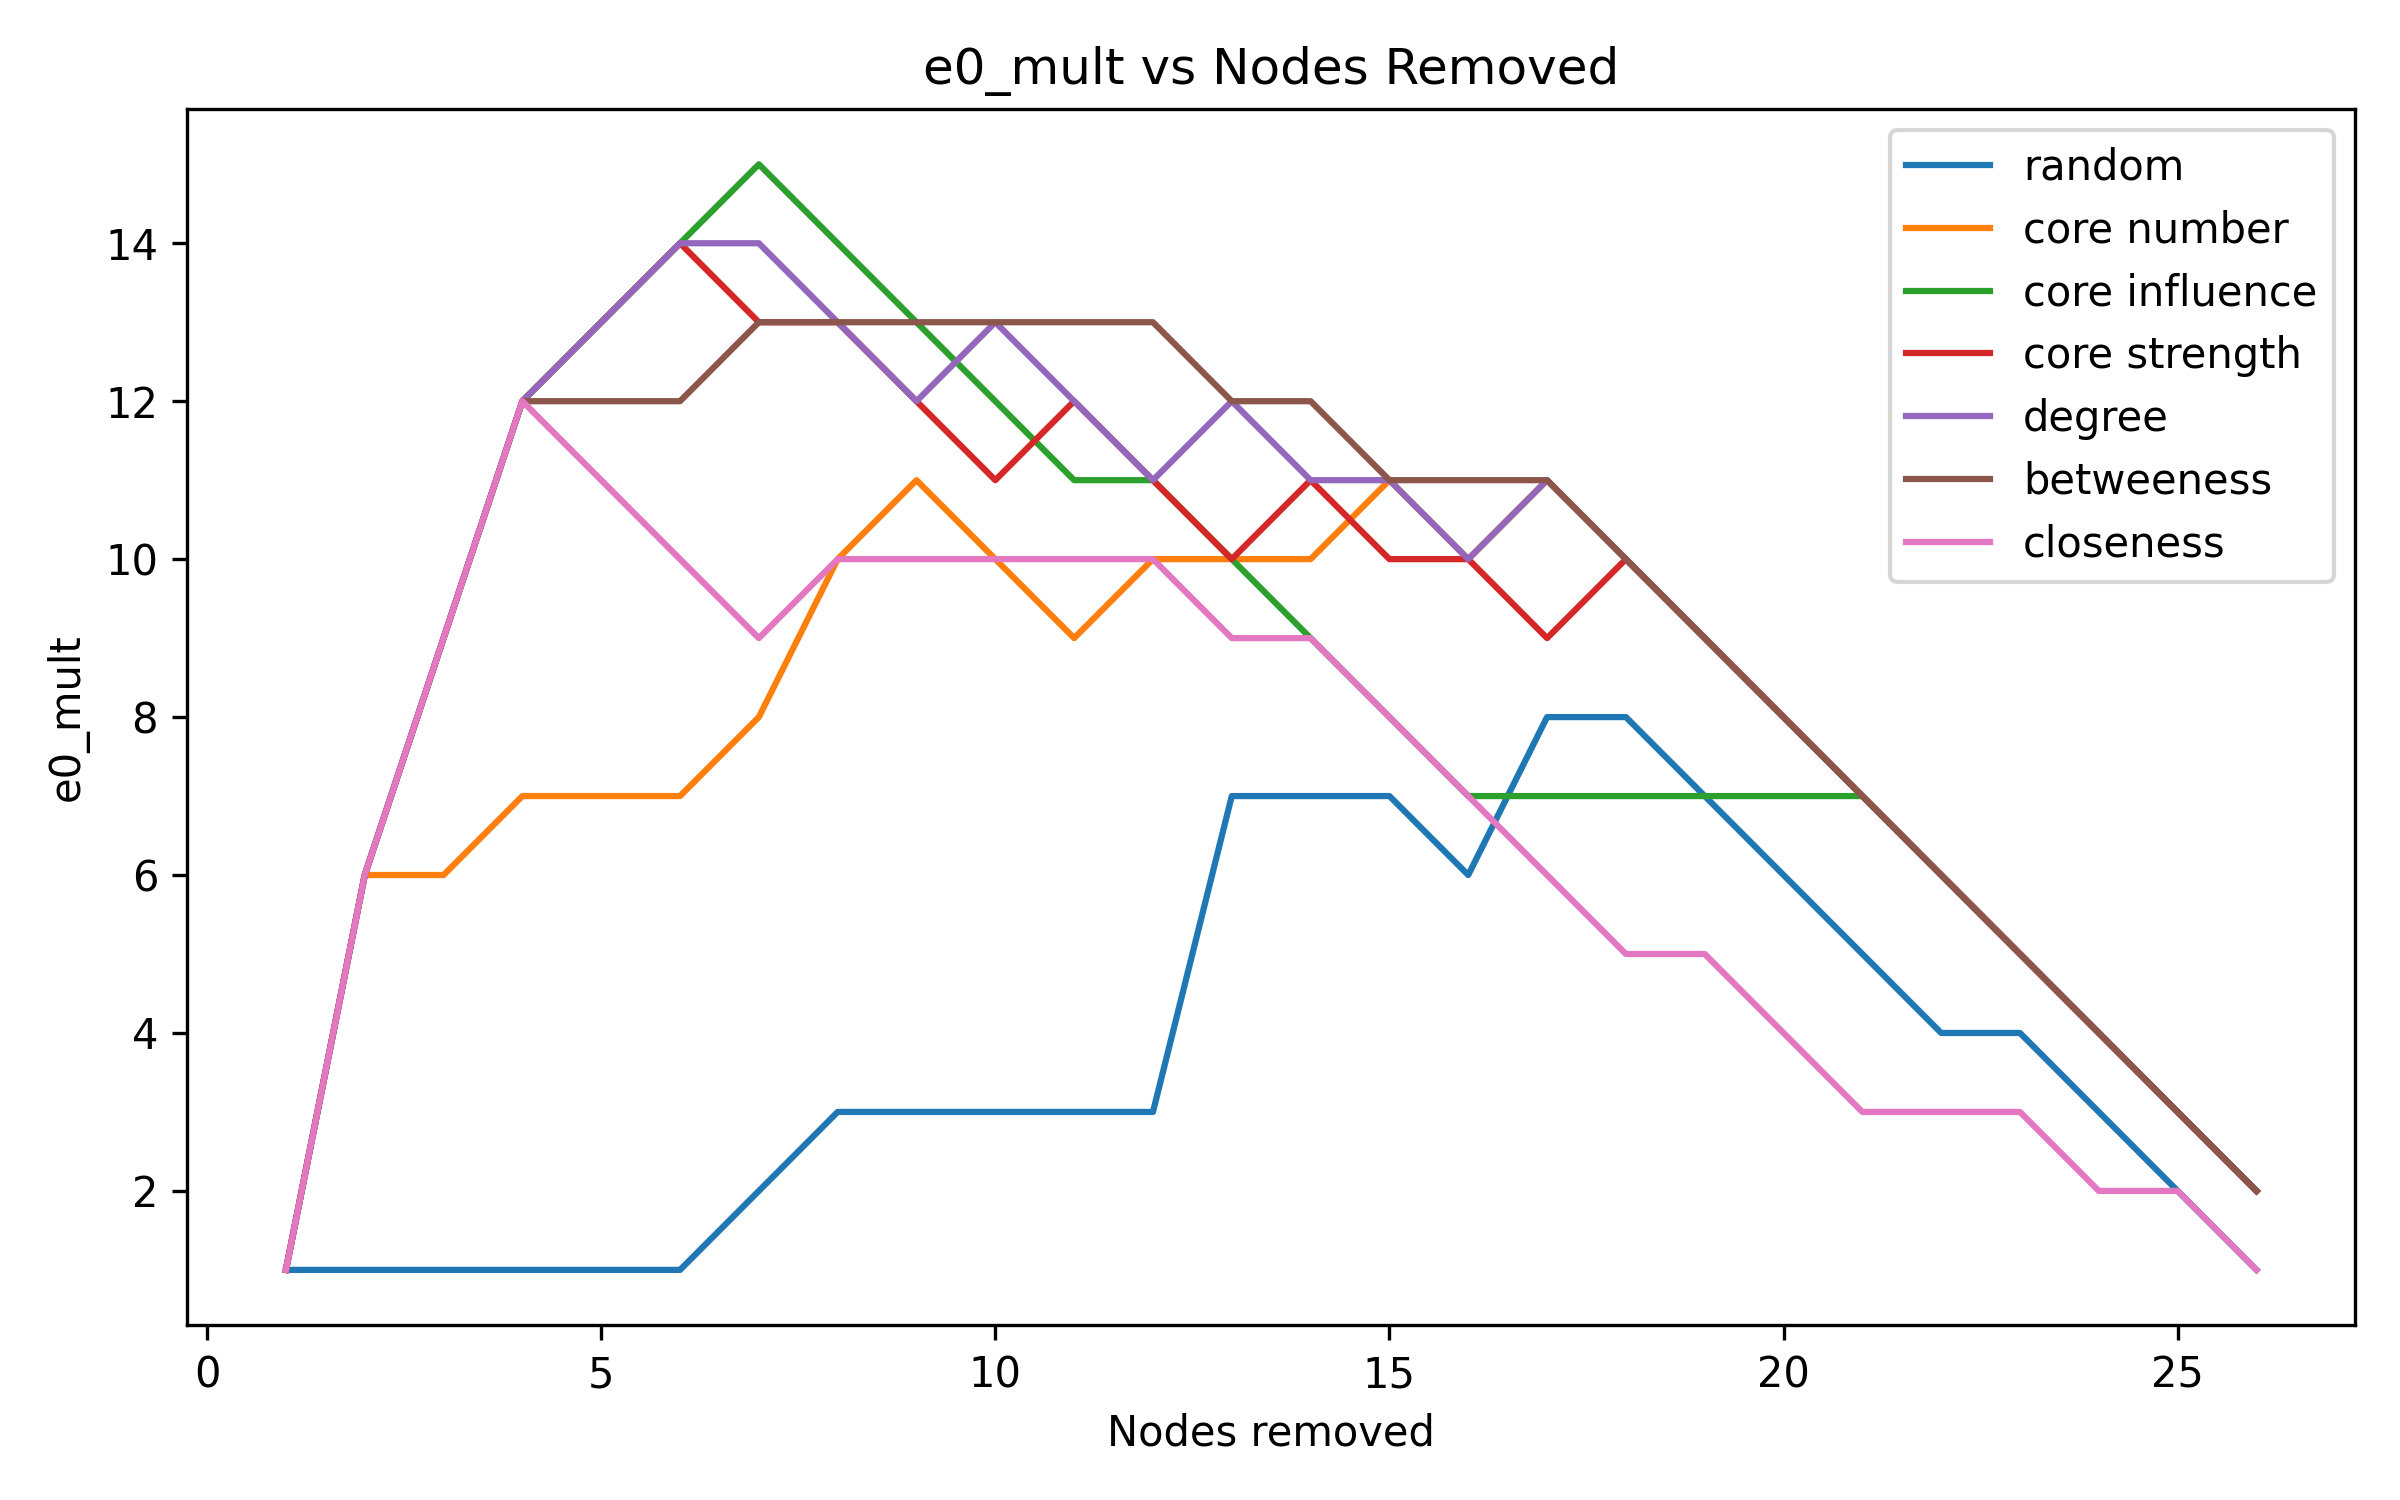 e0_mult vs Nodes Removed
random
core number
core influence
core strength
degree
betweeness
closeness
e0_mult
14
12
10
8
6
4
2
0 5 10 15 20 25
Nodes removed